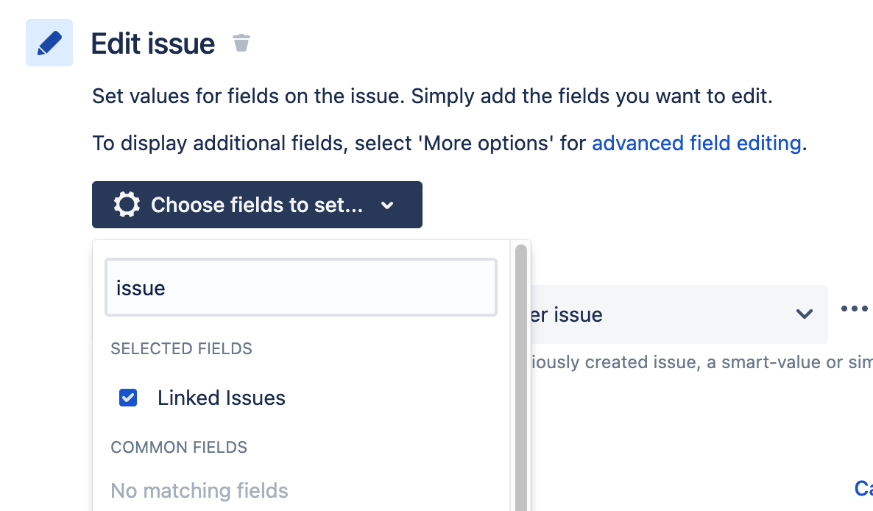 Edit issue
Set values for fields on the issue. Simply add the fields you want to edit.
To display additional fields, select 'More options' for advanced field editing.
Choose fields to set...
issue
er issue
SELECTED FIELDS
iously created issue, a smart-value or sim
Linked Issues
COMMON FIELDS
No matching fields
Ca